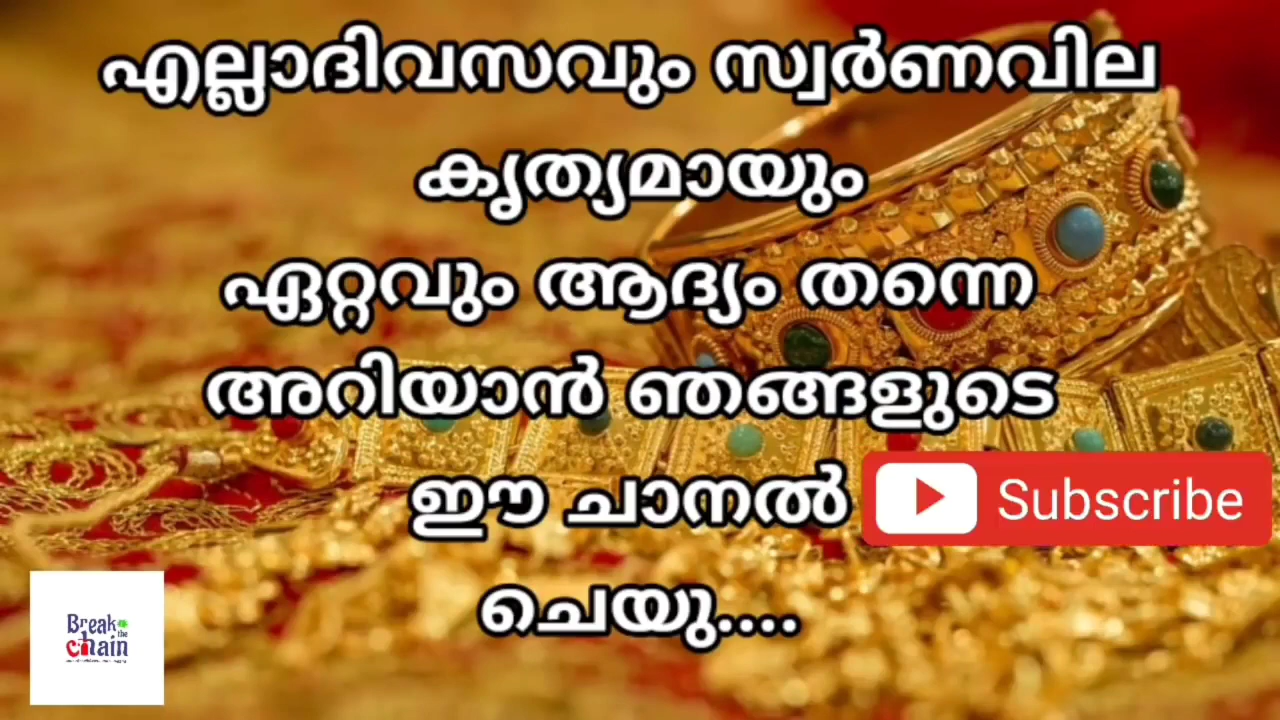 എല്ലാദിവസവും സ്വർണവില
കൃത്യമായും
ഏറ്റവും ആദ്യം തന്നെ
അറിയാൻ ഞങ്ങളുടെ
ഈ ചാനൽ Subscribe
ചെയു....
Break
the
chain